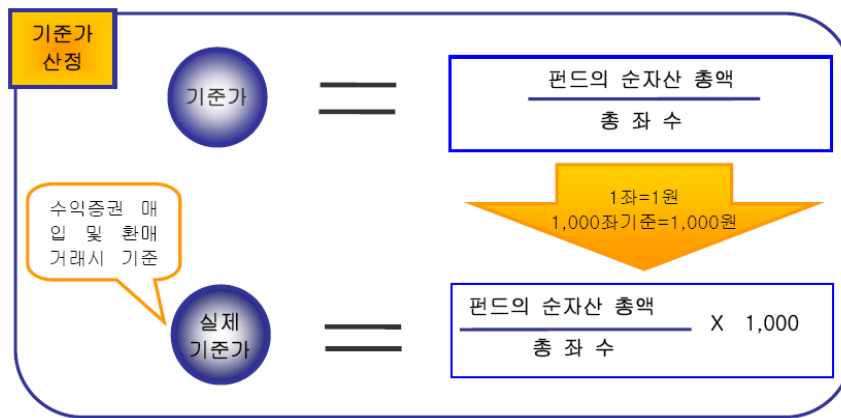 기준가
산정
기준가
펀드의 순자산 총액
총 좌 수
1좌=1원
1,000좌기준=1,000원
수익증권 매
입 및 환매
거래시 기준
실제
기준가
펀드의 순자산 총액
총 좌 수
X 1,000